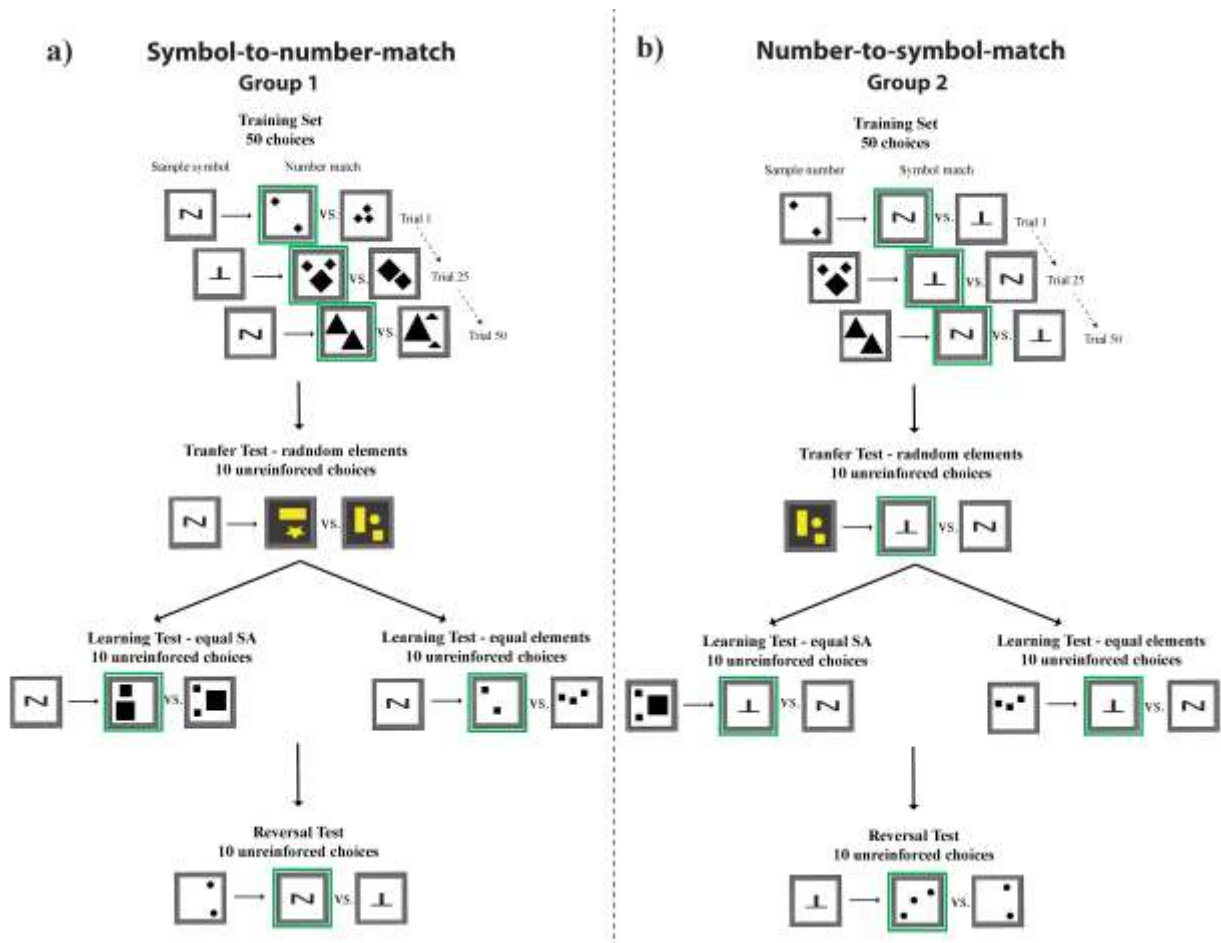 a)
Symbol-to-number-match
Group 1
Training Set
50 choices
Sample symbol
Number match
VS.
Trial 1
VS.
Trial 25
VS.
Trial 50
Tranfer Test - radndom elements
10 unreinforced choices
VS.
Learning Test - equal SA
10 unreinforced choices
VS.
Learning Test - equal elements
10 unreinforced choices
VS.
Reversal Test
10 unreinforced choices
VS.
b)
Number-to-symbol-match
Group 2
Training Set
50 choices
Sample number
Symbol match
VS.
Trial 1
VS.
Trial 25
VS.
Trial 50
Tranfer Test - radndom elements
10 unreinforced choices
VS.
Learning Test - equal SA
10 unreinforced choices
VS.
Learning Test - equal elements
10 unreinforced choices
VS.
Reversal Test
10 unreinforced choices
VS.